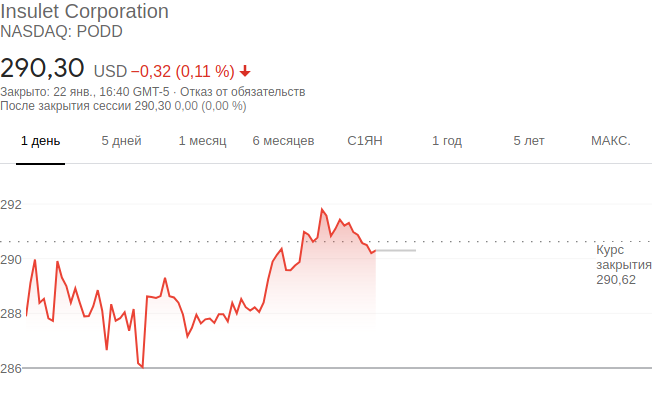 Insulet Corporation
NASDAQ: PODD
290,30 USD −0,32 (0,11 %)
Закрыто: 22 янв., 16:40 GMT-5 · Отказ от обязательств
После закрытия сессии 290,30 0,00 (0,00 %)
1 день 5 дней 1 месяц 6 месяцев С1ЯН 1 год 5 лет МАКС.
292
290
Курс
закрытия
290,62
288
286